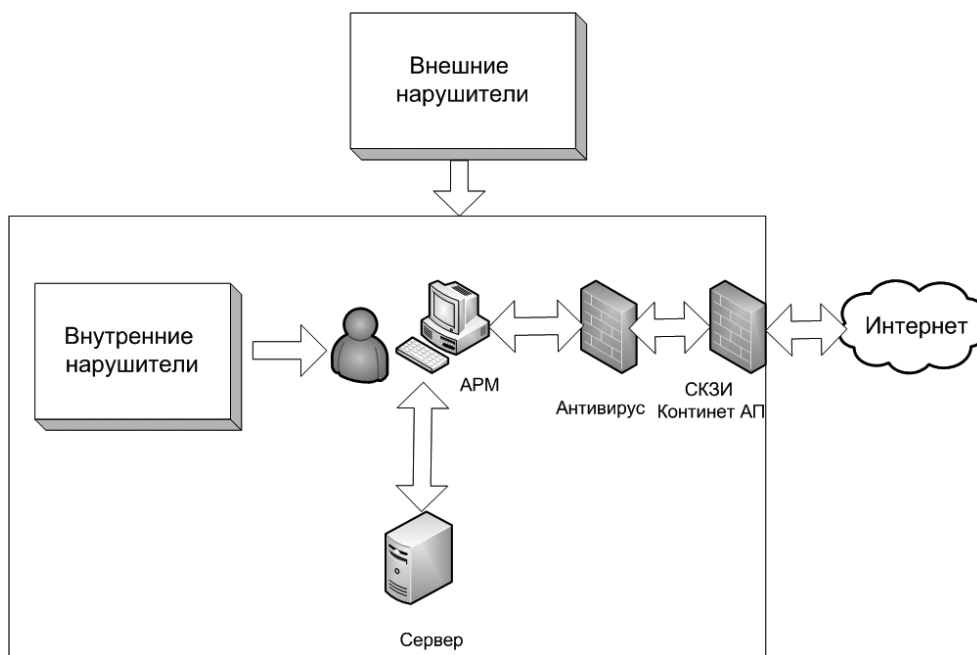 Внешние
нарушители
Внутренние
нарушители
АРМ
Антивирус
СКЗИ
Континет АП
Интернет
Сервер